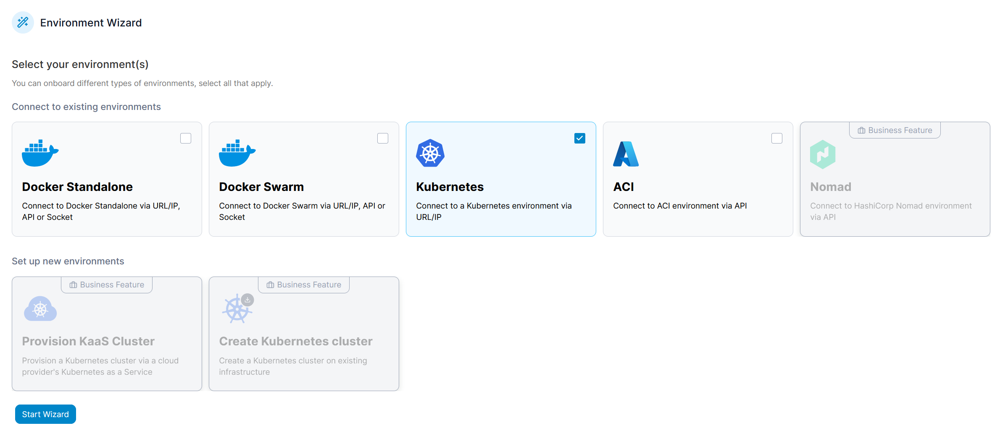 Environment Wizard
Select your environment(s)
You can onboard different types of environments, select all that apply.
Connect to existing environments
Docker Standalone
Connect to Docker Standalone via URL/IP,
API or Socket
Docker Swarm
Connect to Docker Swarm via URL/IP, API or
Socket
Kubernetes
Connect to a Kubernetes environment via
URL/IP
ACI
Connect to ACI environment via API
Business Feature
Nomad
Connect to HashiCorp Nomad environment
via API
Set up new environments
Business Feature
Provision KaaS Cluster
Provision a Kubernetes cluster via a cloud
provider's Kubernetes as a Service
Business Feature
Create Kubernetes cluster
Create a Kubernetes cluster on existing
infrastructure
Start Wizard